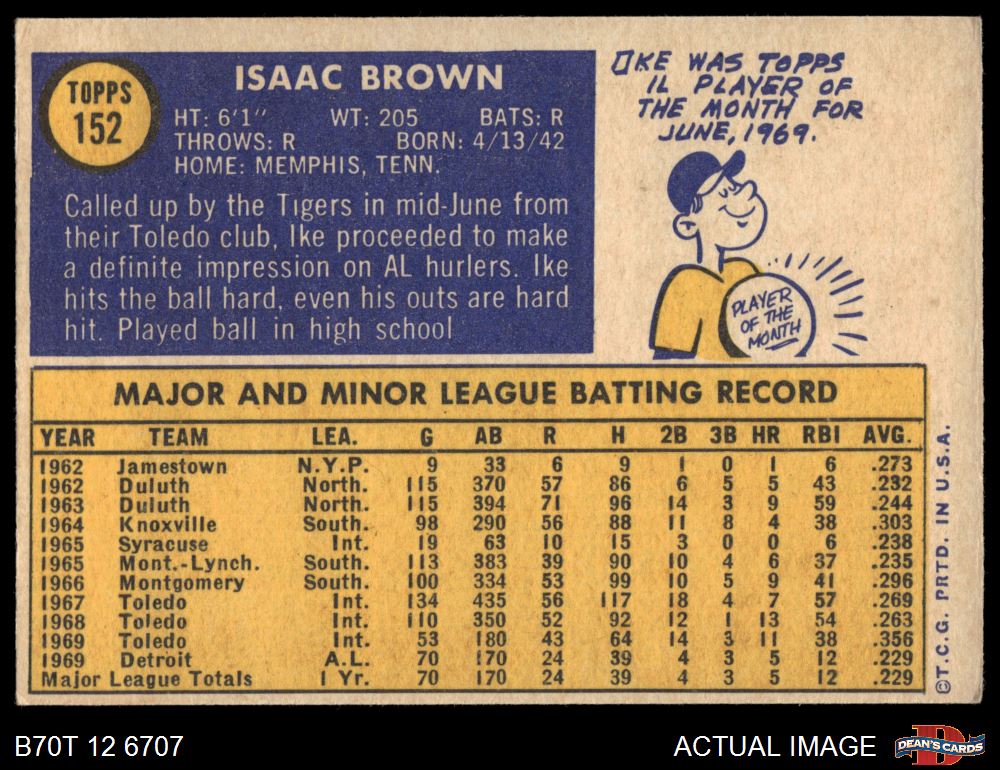 TOPPS
152
ISAAC BROWN
HT: 6'1" WT: 205 BATS: R
THROWS: R BORN: 4/13/42
HOME: MEMPHIS, TENN.
Called up by the Tigers in mid-June from
their Toledo club, Ike proceeded to make
a definite impression on AL hurlers. Ike
hits the ball hard, even his outs are hard
hit. Played ball in high school
IKE WAS TOPPS
IL PLAYER OF
THE MONTH FOR
JUNE, 1969.
PLAYER
OF THE
MONTH
MAJOR AND MINOR LEAGUE BATTING RECORD
YEAR TEAM LEA. G AB R H 2B 3B HR RBI AVG.
1962 Jamestown N.Y.P. 9 33 6 9 1 0 1 6 .273
1962 Duluth North. 115 370 57 86 6 5 5 43 .232
1963 Duluth North. 115 394 71 96 14 3 9 59 .244
1964 Knoxville South. 98 290 56 88 11 8 4 38 .303
1965 Syracuse Int. 19 63 10 15 3 0 0 6 .238
1965 Mont.-Lynch. South. 113 383 39 90 10 4 6 37 .235
1966 Montgomery South. 100 334 53 99 10 5 9 41 .296
1967 Toledo Int. 134 435 56 117 18 4 7 57 .269
1968 Toledo Int. 110 350 52 92 12 1 13 54 .263
1969 Toledo Int. 53 180 43 64 14 3 11 38 .356
1969 Detroit A.L. 70 170 24 39 4 3 5 12 .229
Major League Totals 1 Yr. 70 170 24 39 4 3 5 12 .229
©T.C.G. PRTD. IN U.S.A.
B70T 12 6707
ACTUAL IMAGE
D
DEAN'S CARDS